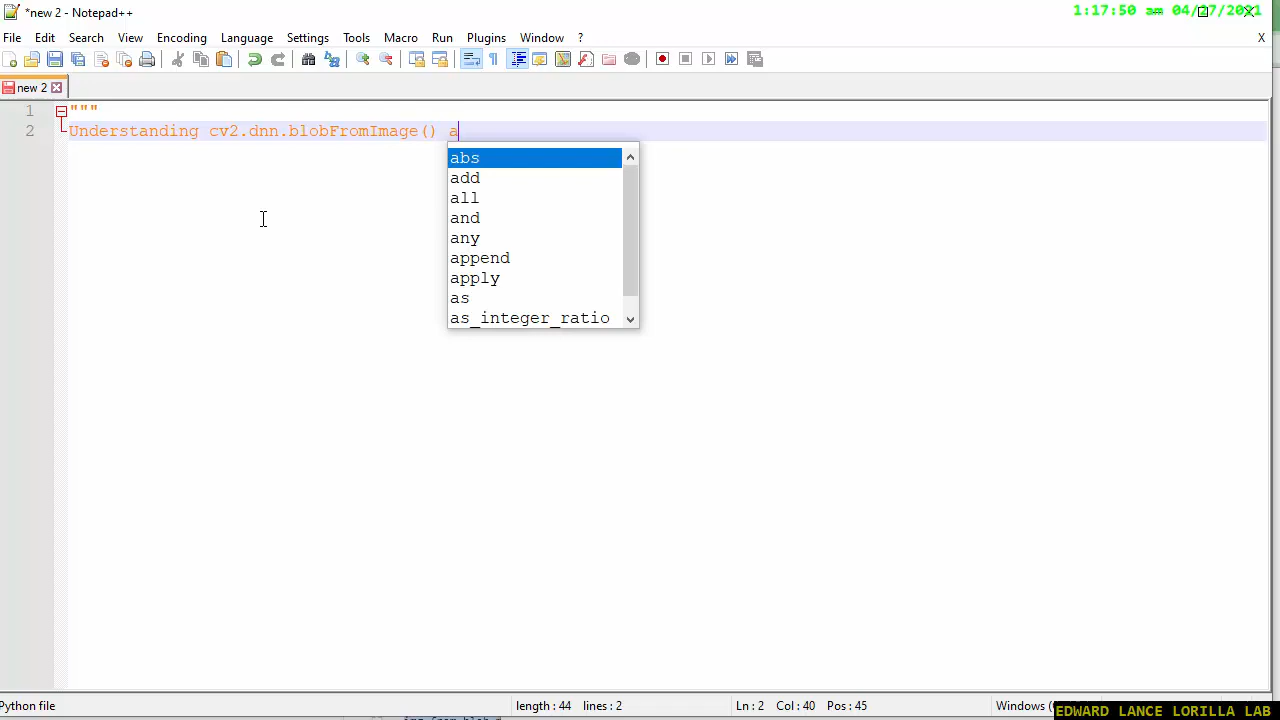 *new 2 - Notepad++
1:17:50 am 04/27/2021
File Edit Search View Encoding Language Settings Tools Macro Run Plugins Window ? X
new 2
1 """
2 Understanding cv2.dnn.blobFromImage() a
abs
add
all
and
any
append
apply
as
as_integer_ratio
Python file length : 44 lines : 2 Ln : 2 Col : 40 Pos : 45 Windows (
EDWARD LANCE LORILLA LAB